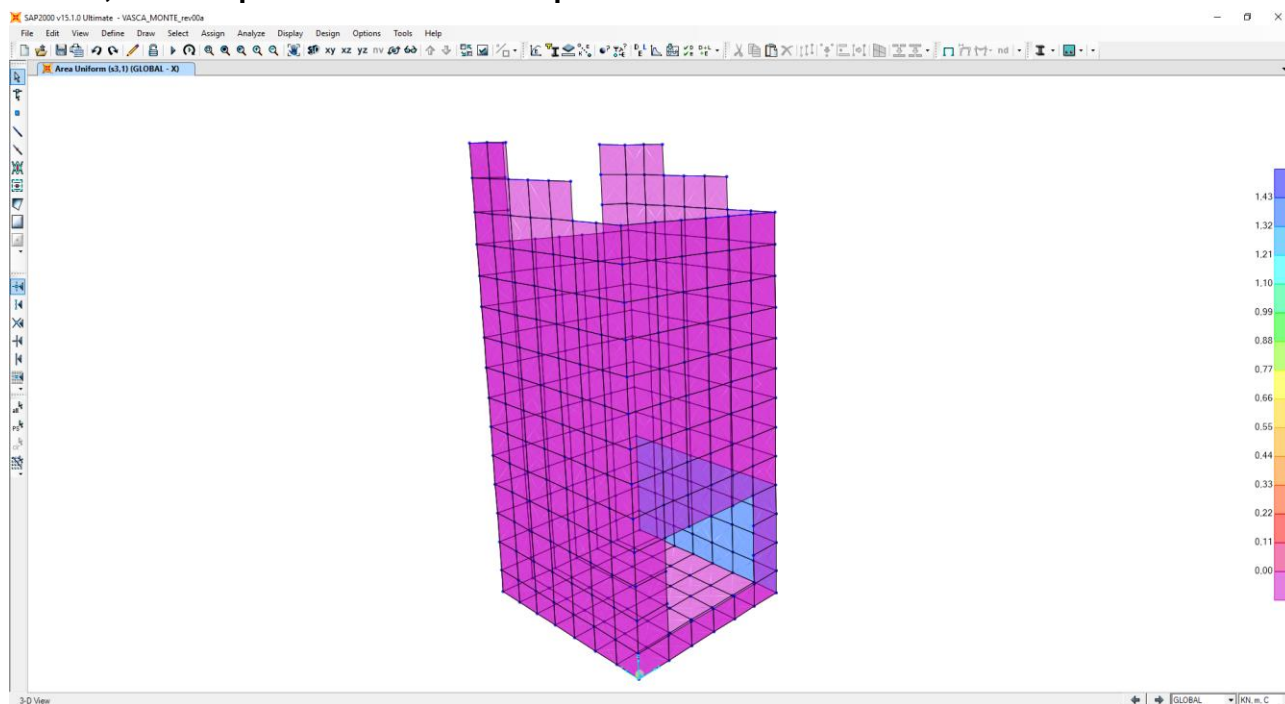 SAP2000 v15.1.0 Ultimate - VASCA_MONTE_rev00a
File Edit View Define Draw Select Assign Analyze Display Design Options Tools Help
xy xz yz nv nd
Area Uniform (s3,1) (GLOBAL - X)
1,43
1,32
1,21
1,10
0,99
0,88
0,77
0,66
0,55
0,44
0,33
0,22
0,11
0,00
3-D View GLOBAL KN, m, C